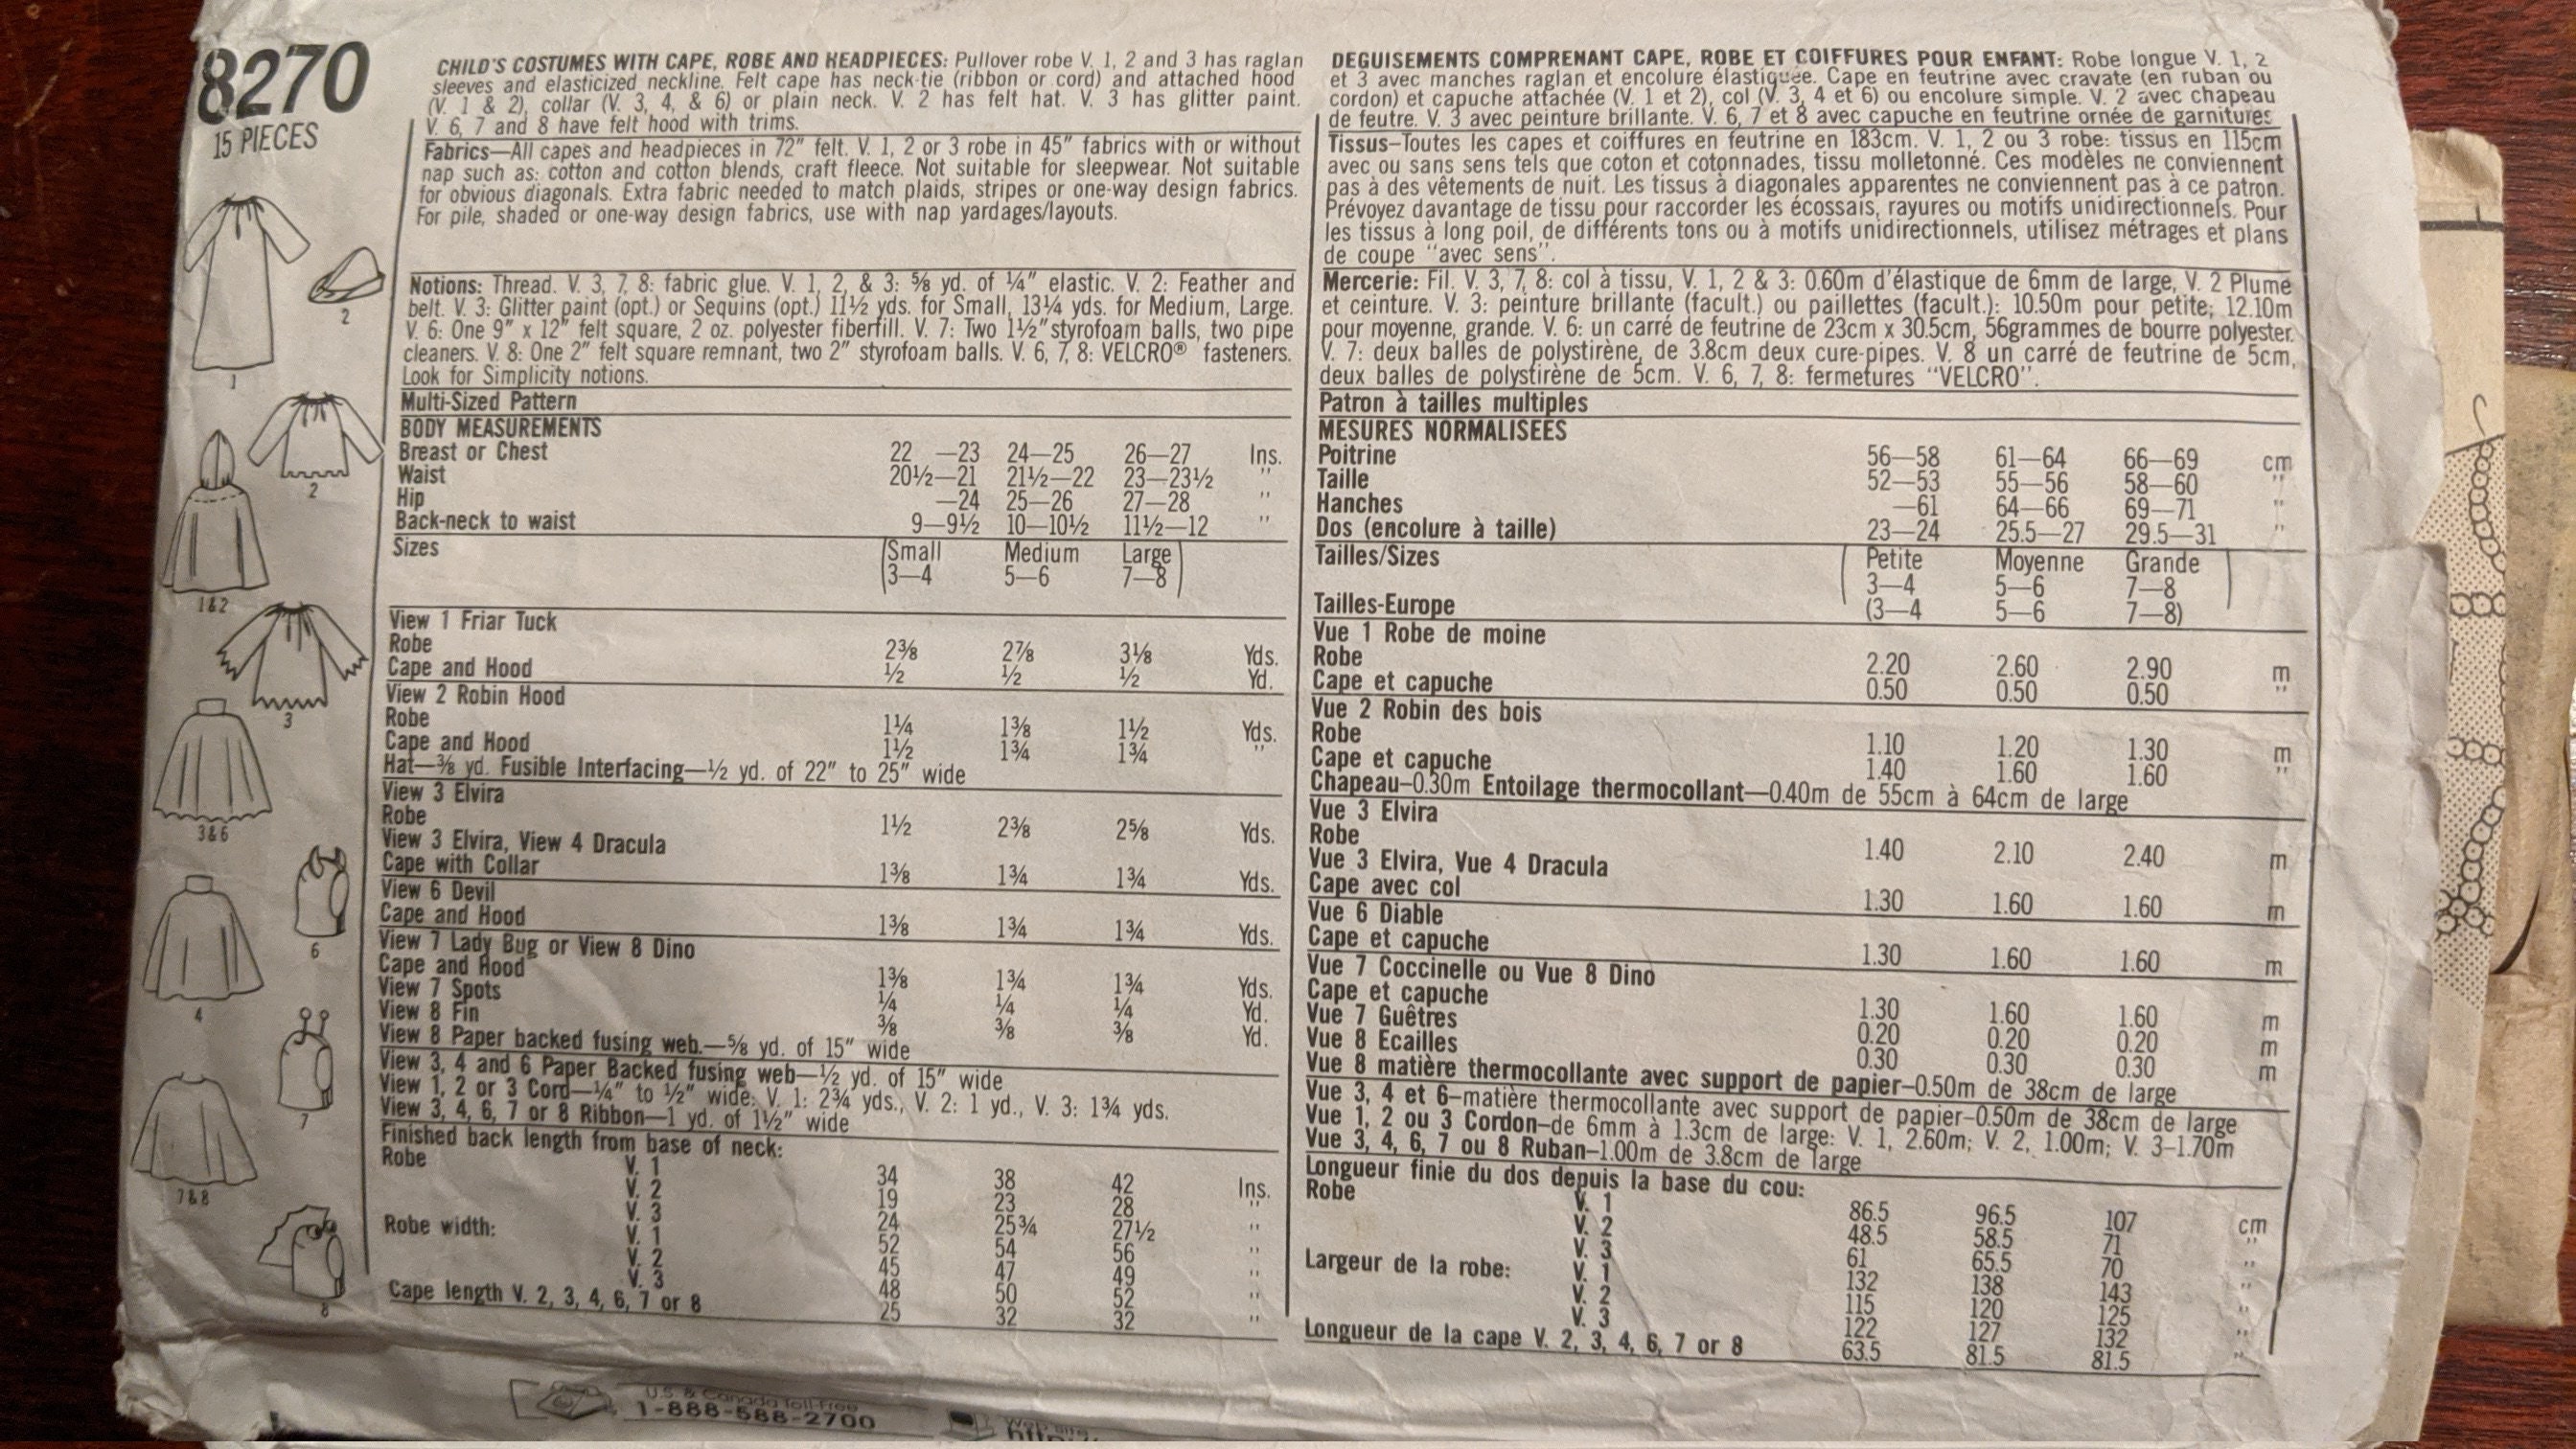 8270
15 PIECES
2
1
2
1&2
3
3&6
6
4
7
7&8
8
CHILD'S COSTUMES WITH CAPE, ROBE AND HEADPIECES: Pullover robe V. 1, 2 and 3 has raglan
sleeves and elasticized neckline. Felt cape has neck-tie (ribbon or cord) and attached hood
(V. 1 & 2), collar (V. 3, 4, & 6) or plain neck. V. 2 has felt hat. V. 3 has glitter paint.
V. 6, 7 and 8 have felt hood with trims.
Fabrics—All capes and headpieces in 72" felt. V. 1, 2 or 3 robe in 45" fabrics with or without
nap such as: cotton and cotton blends, craft fleece. Not suitable for sleepwear. Not suitable
for obvious diagonals. Extra fabric needed to match plaids, stripes or one-way design fabrics.
For pile, shaded or one-way design fabrics, use with nap yardages/layouts.
Notions: Thread. V. 3, 7, 8: fabric glue. V. 1, 2, & 3: ⅝ yd. of ¼" elastic. V. 2: Feather and
belt. V. 3: Glitter paint (opt.) or Sequins (opt.) 11½ yds. for Small, 13¼ yds. for Medium, Large.
V. 6: One 9" x 12" felt square, 2 oz. polyester fiberfill. V. 7: Two 1½" styrofoam balls, two pipe
cleaners. V. 8: One 2" felt square remnant, two 2" styrofoam balls. V. 6, 7, 8: VELCRO® fasteners.
Look for Simplicity notions.
Multi-Sized Pattern
BODY MEASUREMENTS
Breast or Chest 22 —23 24—25 26—27 Ins.
Waist 20½—21 21½—22 23—23½ "
Hip —24 25—26 27—28 "
Back-neck to waist 9—9½ 10—10½ 11½—12 "
Sizes Small Medium Large
3—4 5—6 7—8
View 1 Friar Tuck
Robe 2⅜ 2⅞ 3⅛ Yds.
Cape and Hood ½ ½ ½ Yd.
View 2 Robin Hood
Robe 1¼ 1⅜ 1½ Yds.
Cape and Hood 1½ 1¾ 1¾ "
Hat—⅜ yd. Fusible Interfacing—½ yd. of 22" to 25" wide
View 3 Elvira
Robe 1½ 2⅜ 2⅝ Yds.
View 3 Elvira, View 4 Dracula
Cape with Collar 1⅜ 1¾ 1¾ Yds.
View 6 Devil
Cape and Hood 1⅜ 1¾ 1¾ Yds.
View 7 Lady Bug or View 8 Dino
Cape and Hood 1⅜ 1¾ 1¾ Yds.
View 7 Spots ¼ ¼ ¼ Yd.
View 8 Fin ⅜ ⅜ ⅜ Yd.
View 8 Paper backed fusing web.—⅝ yd. of 15" wide
View 3, 4 and 6 Paper Backed fusing web—½ yd. of 15" wide
View 1, 2 or 3 Cord—¼" to ½" wide: V. 1: 2¾ yds., V. 2: 1 yd., V. 3: 1¾ yds.
View 3, 4, 6, 7 or 8 Ribbon—1 yd. of 1½" wide
Finished back length from base of neck:
Robe V. 1 34 38 42 Ins.
V. 2 19 23 28 "
V. 3 24 25¾ 27½ "
Robe width: V. 1 52 54 56 "
V. 2 45 47 49 "
V. 3 48 50 52 "
Cape length V. 2, 3, 4, 6, 7 or 8 25 32 32 "
DEGUISEMENTS COMPRENANT CAPE, ROBE ET COIFFURES POUR ENFANT: Robe longue V. 1, 2
et 3 avec manches raglan et encolure élastiquée. Cape en feutrine avec cravate (en ruban ou
cordon) et capuche attachée (V. 1 et 2), col (V. 3, 4 et 6) ou encolure simple. V. 2 avec chapeau
de feutre. V. 3 avec peinture brillante. V. 6, 7 et 8 avec capuche en feutrine ornée de garnitures
Tissus—Toutes les capes et coiffures en feutrine en 183cm. V. 1, 2 ou 3 robe: tissus en 115cm
avec ou sans sens tels que coton et cotonnades, tissu molletonné. Ces modèles ne conviennent
pas à des vêtements de nuit. Les tissus à diagonales apparentes ne conviennent pas à ce patron.
Prévoyez davantage de tissu pour raccorder les écossais, rayures ou motifs unidirectionnels. Pour
les tissus à long poil, de différents tons ou à motifs unidirectionnels, utilisez métrages et plans
de coupe "avec sens".
Mercerie: Fil. V. 3, 7, 8: col à tissu, V. 1, 2 & 3: 0.60m d'élastique de 6mm de large, V. 2 Plume
et ceinture. V. 3: peinture brillante (facult.) ou paillettes (facult.): 10.50m pour petite; 12.10m
pour moyenne, grande. V. 6: un carré de feutrine de 23cm x 30.5cm, 56grammes de bourre polyester.
V. 7: deux balles de polystirène, de 3.8cm deux cure-pipes. V. 8 un carré de feutrine de 5cm,
deux balles de polystirène de 5cm. V. 6, 7, 8: fermetures "VELCRO".
Patron à tailles multiples
MESURES NORMALISEES
Poitrine 56—58 61—64 66—69 cm
Taille 52—53 55—56 58—60 "
Hanches —61 64—66 69—71 "
Dos (encolure à taille) 23—24 25.5—27 29.5—31 "
Tailles/Sizes Petite Moyenne Grande
3—4 5—6 7—8
Tailles-Europe (3—4 5—6 7—8)
Vue 1 Robe de moine
Robe 2.20 2.60 2.90 m
Cape et capuche 0.50 0.50 0.50 "
Vue 2 Robin des bois
Robe 1.10 1.20 1.30 m
Cape et capuche 1.40 1.60 1.60 "
Chapeau—0.30m Entoilage thermocollant—0.40m de 55cm à 64cm de large
Vue 3 Elvira
Robe 1.40 2.10 2.40 m
Vue 3 Elvira, Vue 4 Dracula
Cape avec col 1.30 1.60 1.60 m
Vue 6 Diable
Cape et capuche 1.30 1.60 1.60 m
Vue 7 Coccinelle ou Vue 8 Dino
Cape et capuche 1.30 1.60 1.60 m
Vue 7 Guêtres 0.20 0.20 0.20 m
Vue 8 Ecailles 0.30 0.30 0.30 m
Vue 8 matière thermocollante avec support de papier—0.50m de 38cm de large
Vue 3, 4 et 6—matière thermocollante avec support de papier—0.50m de 38cm de large
Vue 1, 2 ou 3 Cordon—de 6mm à 1.3cm de large: V. 1, 2.60m; V. 2, 1.00m; V. 3—1.70m
Vue 3, 4, 6, 7 ou 8 Ruban—1.00m de 3.8cm de large
Longueur finie du dos depuis la base du cou:
Robe V. 1 86.5 96.5 107 cm
V. 2 48.5 58.5 71 "
V. 3 61 65.5 70 "
Largeur de la robe: V. 1 132 138 143 "
V. 2 115 120 125 "
V. 3 122 127 132 "
Longueur de la cape V. 2, 3, 4, 6, 7 or 8 63.5 81.5 81.5 "
U.S. & Canada Toll-Free
1-888-588-2700